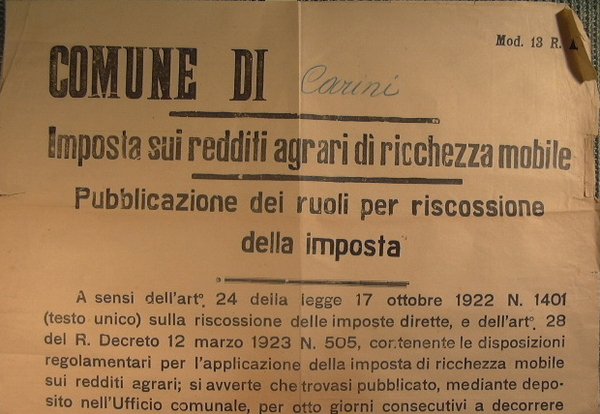 Mod. 13 R. A
COMUNE DI Carini
Imposta sui redditi agrari di ricchezza mobile
Pubblicazione dei ruoli per riscossione
della imposta
A sensi dell'art°. 24 della legge 17 ottobre 1922 N. 1401
(testo unico) sulla riscossione delle imposte dirette, e dell'art°. 28
del R. Decreto 12 marzo 1923 N. 505, contenente le disposizioni
regolamentari per l'applicazione della imposta di ricchezza mobile
sui redditi agrari; si avverte che trovasi pubblicato, mediante depo-
sito nell'Ufficio comunale, per otto giorni consecutivi a decorrere